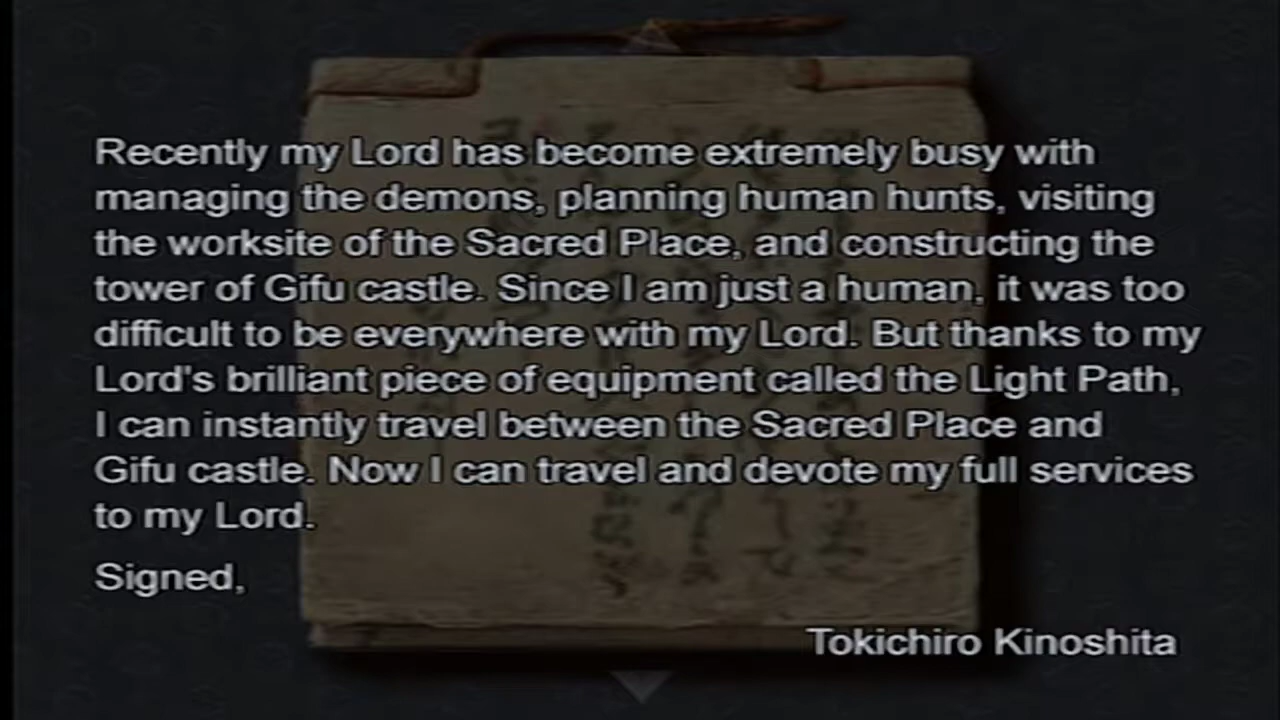 Recently my Lord has become extremely busy with
managing the demons, planning human hunts, visiting
the worksite of the Sacred Place, and constructing the
tower of Gifu castle. Since I am just a human, it was too
difficult to be everywhere with my Lord. But thanks to my
Lord's brilliant piece of equipment called the Light Path,
I can instantly travel between the Sacred Place and
Gifu castle. Now I can travel and devote my full services
to my Lord.
Signed,
Tokichiro Kinoshita